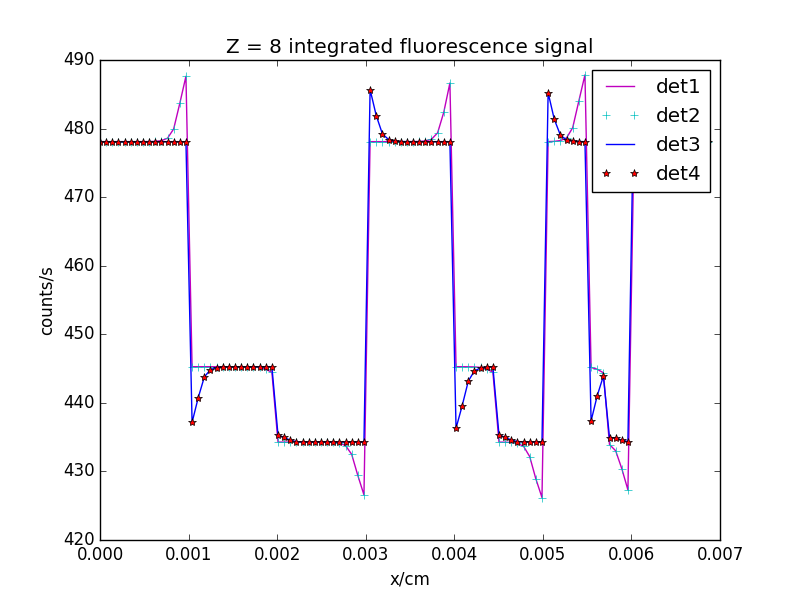 Z = 8 integrated fluorescence signal
490
480
470
460
450
440
430
420
counts/s
det1
det2
det3
det4
0.000 0.001 0.002 0.003 0.004 0.005 0.006 0.007
x/cm